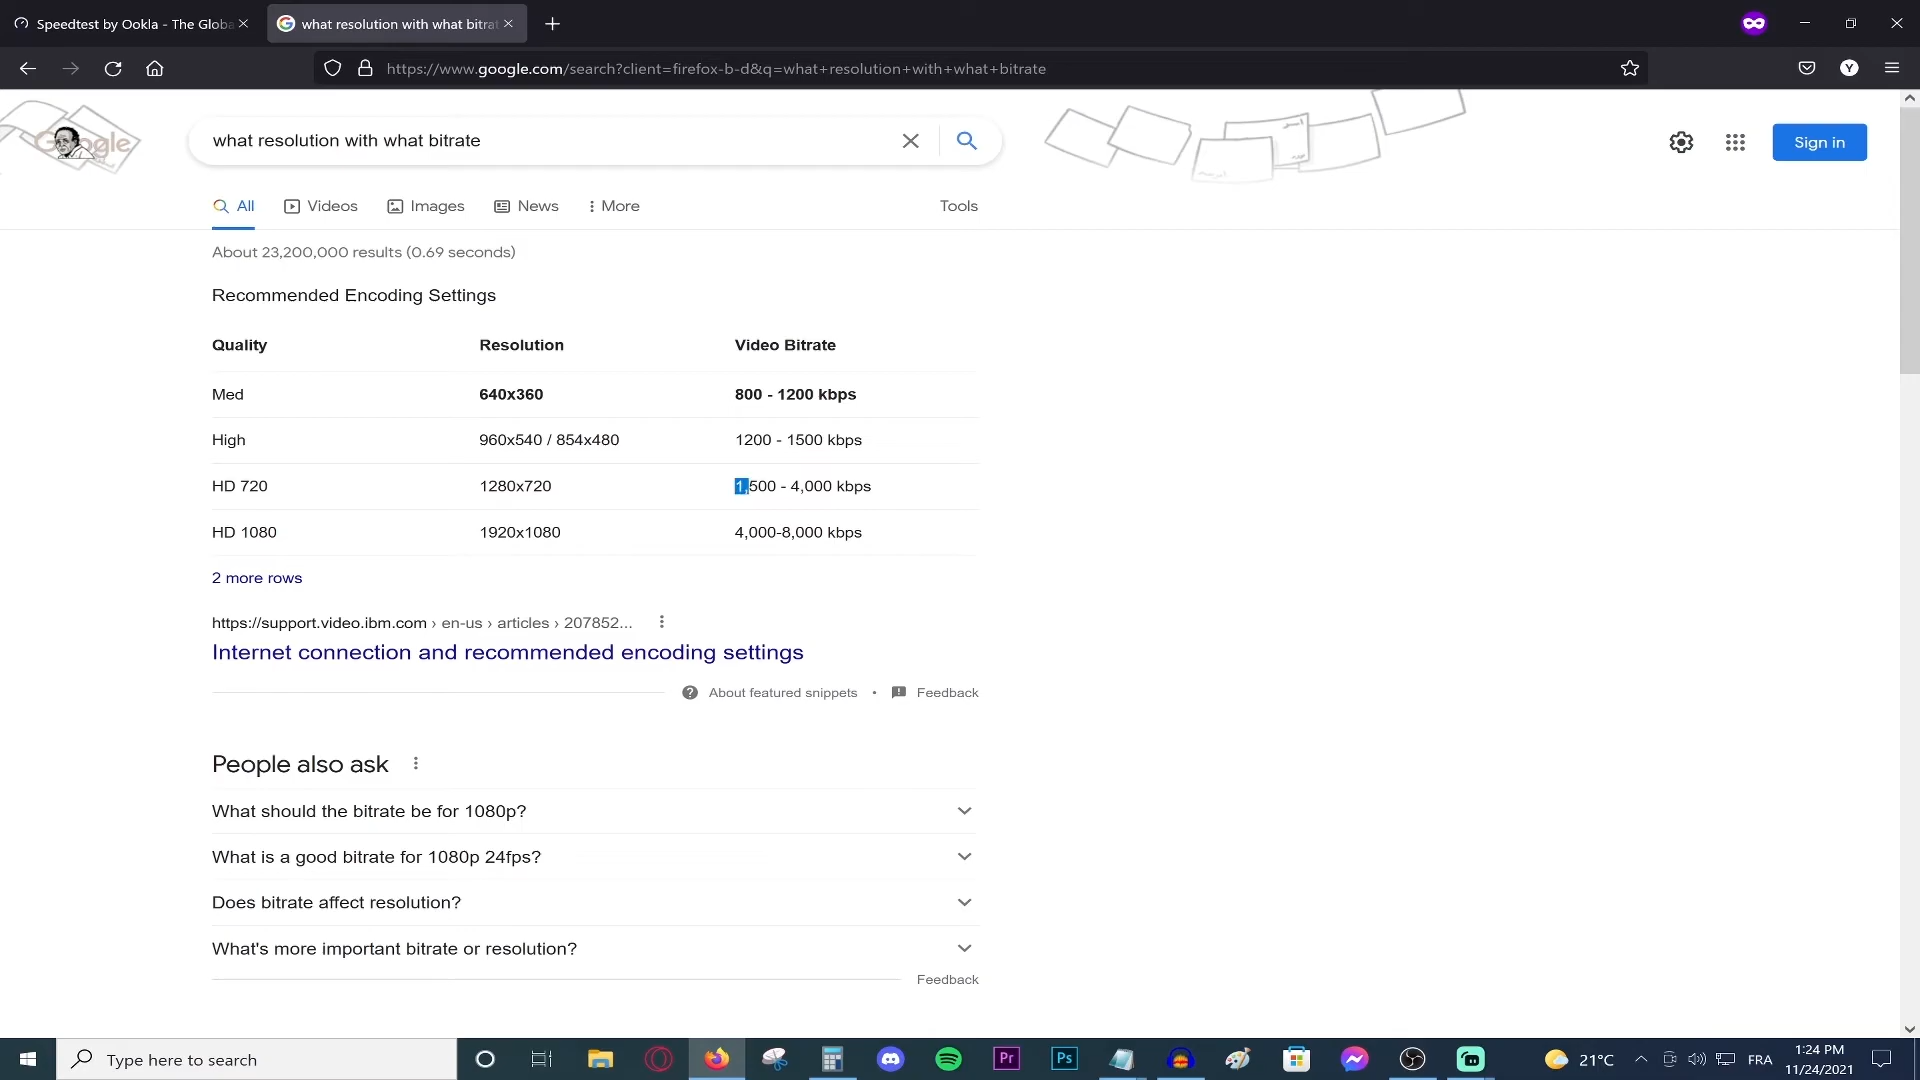 Speedtest by Ookla - The Globa
what resolution with what bitrat
https://www.google.com/search?client=firefox-b-d&q=what+resolution+with+what+bitrate
Google
what resolution with what bitrate
Sign in
All
Videos
Images
News
More
Tools
About 23,200,000 results (0.69 seconds)
Recommended Encoding Settings
Quality Resolution Video Bitrate
Med 640x360 800 - 1200 kbps
High 960x540 / 854x480 1200 - 1500 kbps
HD 720 1280x720 1,500 - 4,000 kbps
HD 1080 1920x1080 4,000-8,000 kbps
2 more rows
https://support.video.ibm.com › en-us › articles › 207852...
Internet connection and recommended encoding settings
About featured snippets • Feedback
People also ask
What should the bitrate be for 1080p?
What is a good bitrate for 1080p 24fps?
Does bitrate affect resolution?
What's more important bitrate or resolution?
Feedback
Type here to search
Pr
Ps
21°C
FRA
1:24 PM
11/24/2021